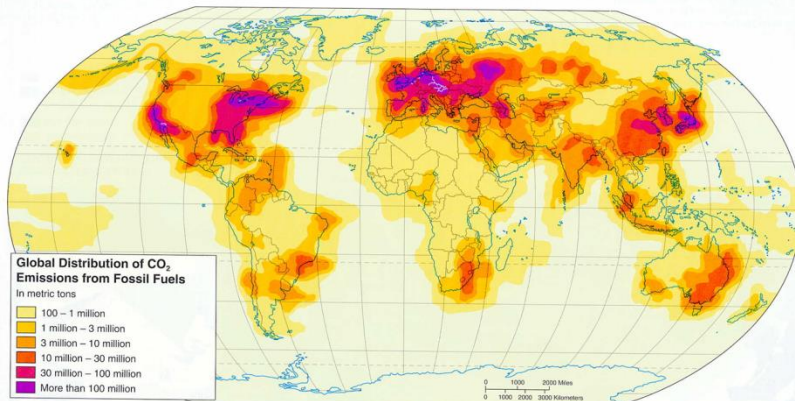 Global Distribution of CO₂
Emissions from Fossil Fuels
In metric tons
100 – 1 million
1 million – 3 million
3 million – 10 million
10 million – 30 million
30 million – 100 million
More than 100 million
0 1000 2000 Miles
0 1000 2000 3000 Kilometers